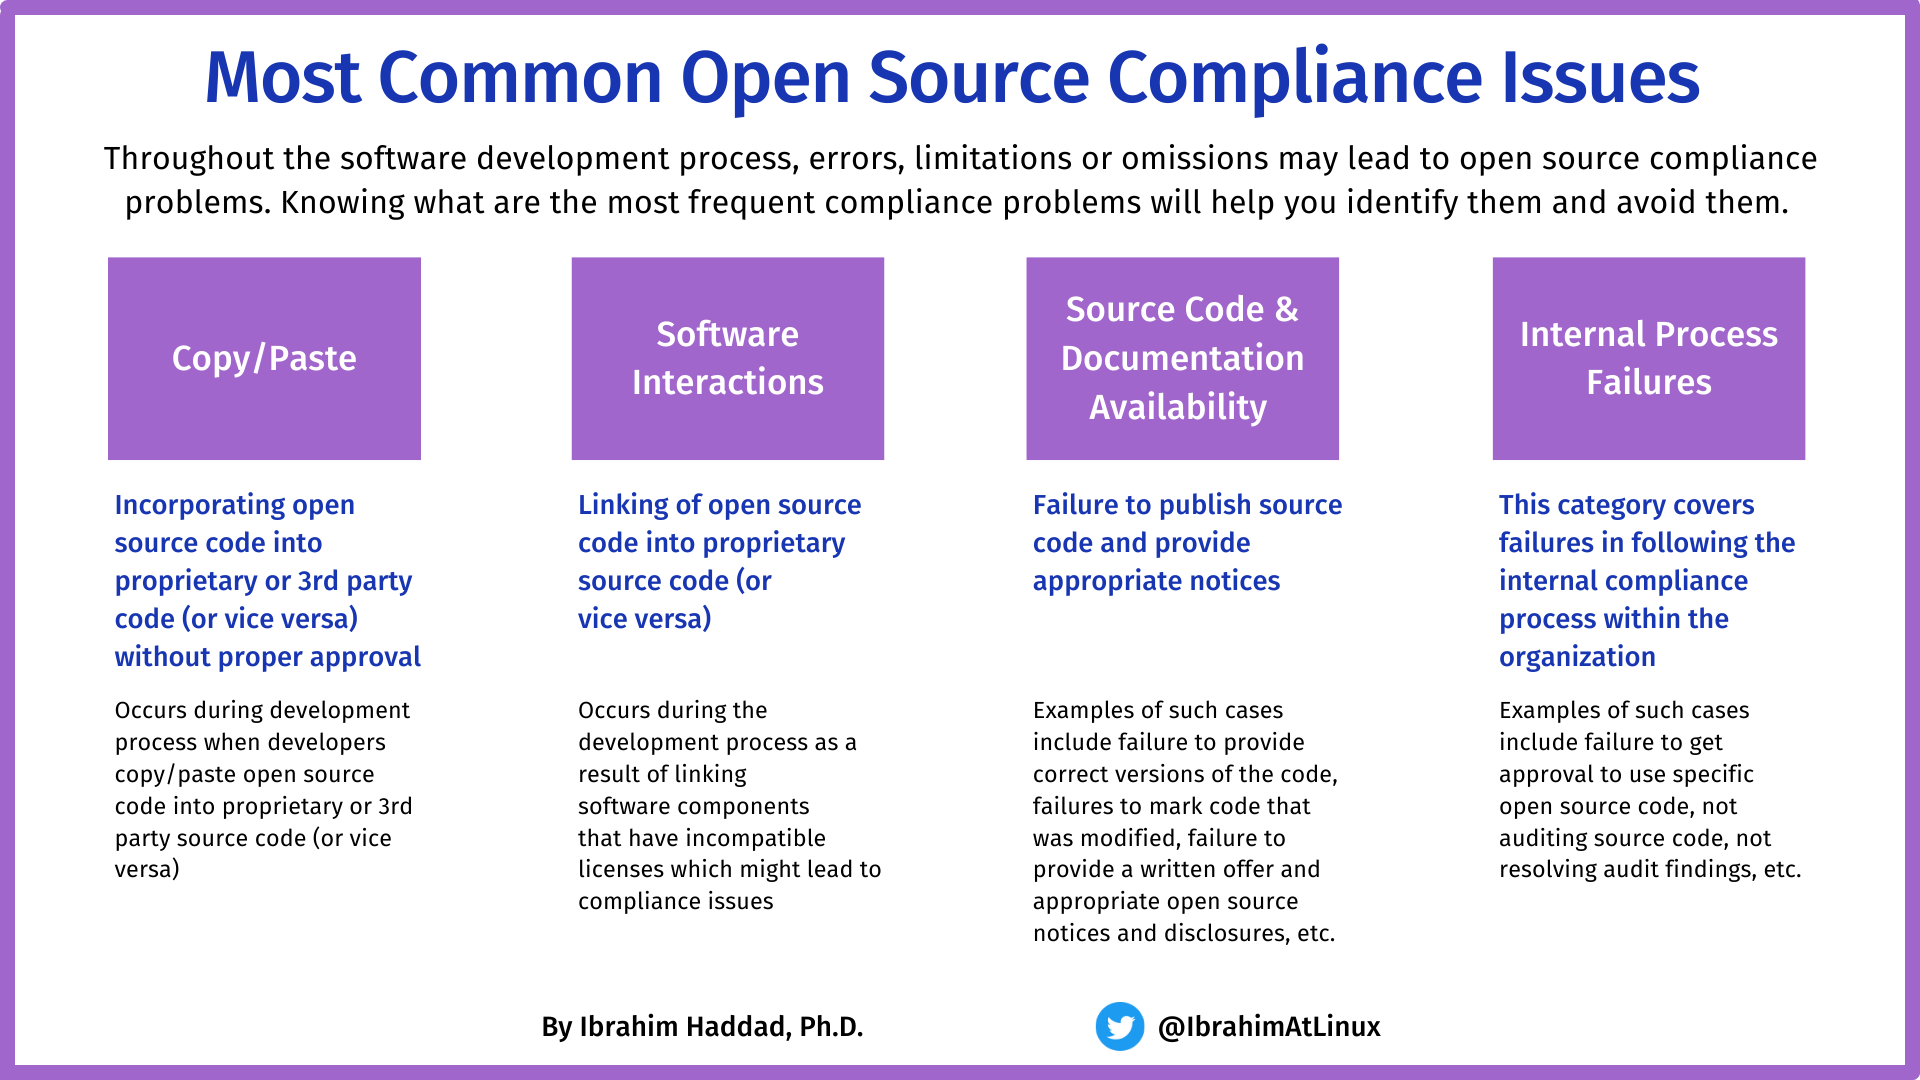 Most Common Open Source Compliance Issues
Throughout the software development process, errors, limitations or omissions may lead to open source compliance
problems. Knowing what are the most frequent compliance problems will help you identify them and avoid them.
Copy/Paste
Incorporating open
source code into
proprietary or 3rd party
code (or vice versa)
without proper approval
Occurs during development
process when developers
copy/paste open source
code into proprietary or 3rd
party source code (or vice
versa)
Software
Interactions
Linking of open source
code into proprietary
source code (or
vice versa)
Occurs during the
development process as a
result of linking
software components
that have incompatible
licenses which might lead to
compliance issues
Source Code &
Documentation
Availability
Failure to publish source
code and provide
appropriate notices
Examples of such cases
include failure to provide
correct versions of the code,
failures to mark code that
was modified, failure to
provide a written offer and
appropriate open source
notices and disclosures, etc.
Internal Process
Failures
This category covers
failures in following the
internal compliance
process within the
organization
Examples of such cases
include failure to get
approval to use specific
open source code, not
auditing source code, not
resolving audit findings, etc.
By Ibrahim Haddad, Ph.D.
@IbrahimAtLinux